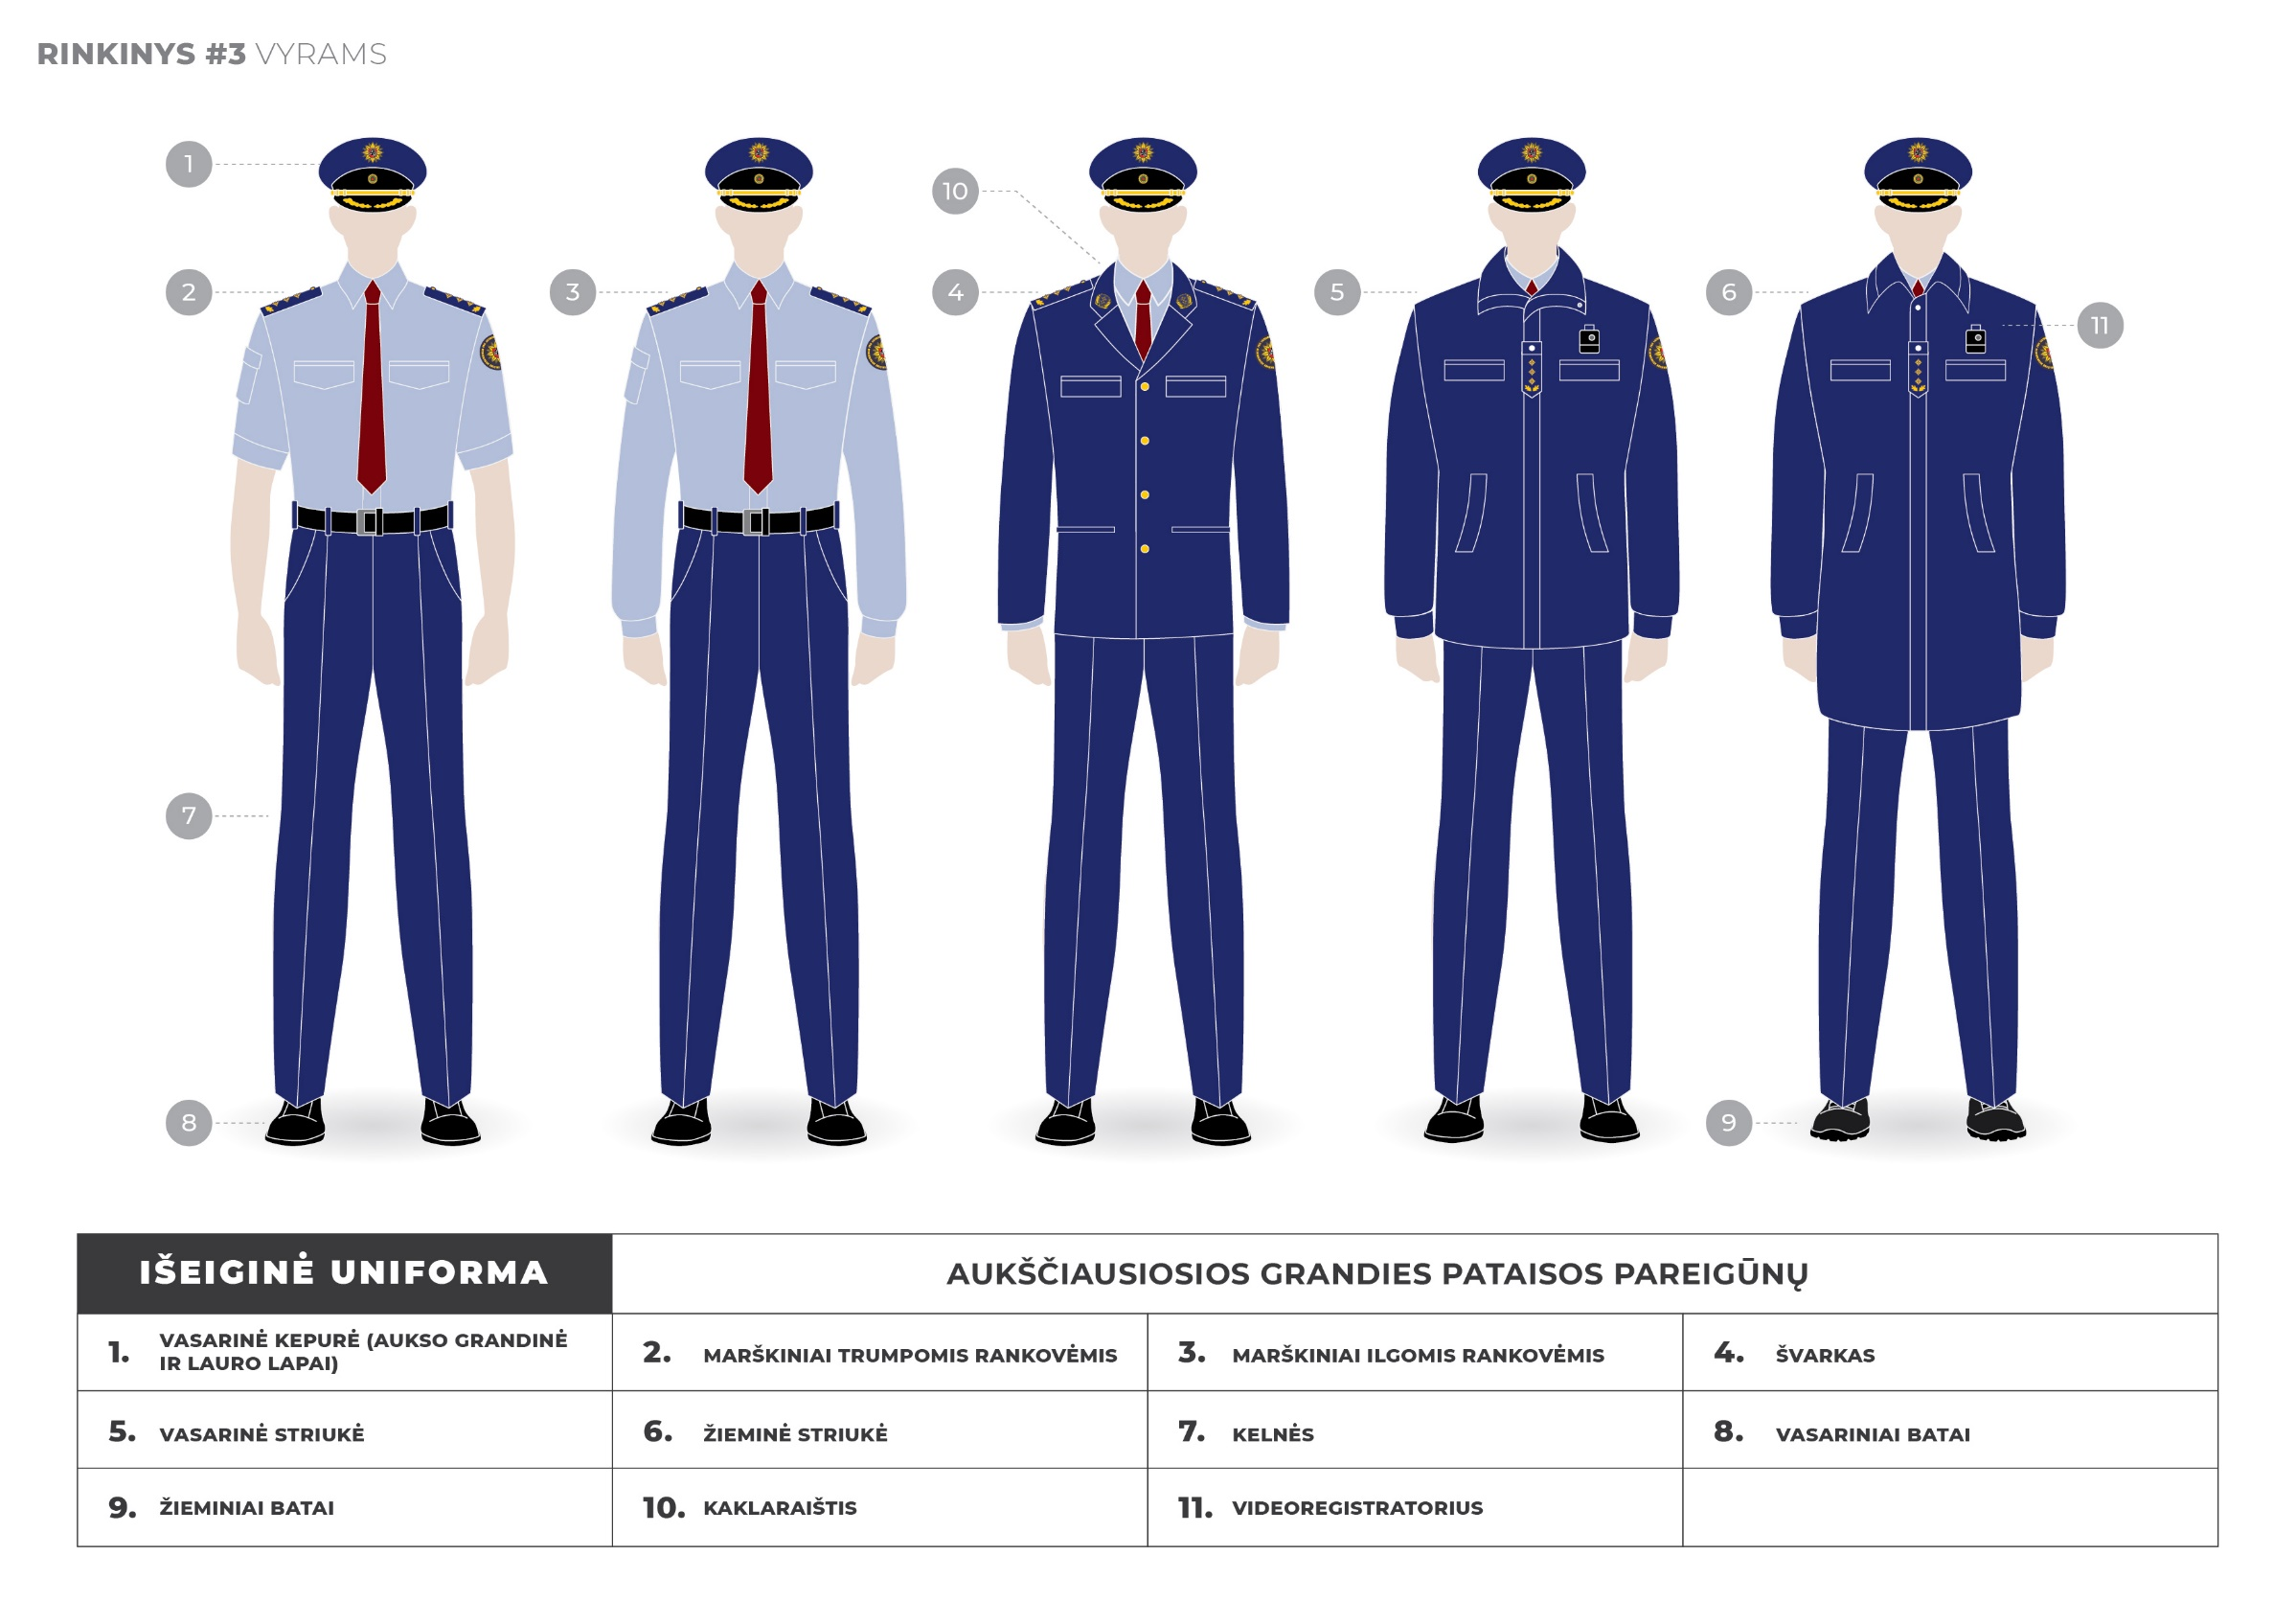 RINKINYS #3 VYRAMS
1
10
2
3
4
5
6
11
7
8
9
IŠEIGINĖ UNIFORMA
AUKŠČIAUSIOSIOS GRANDIES PATAISOS PAREIGŪNŲ
1. VASARINĖ KEPURĖ (AUKSO GRANDINĖ
IR LAURO LAPAI)
2. MARŠKINIAI TRUMPOMIS RANKOVĖMIS
3. MARŠKINIAI ILGOMIS RANKOVĖMIS
4. ŠVARKAS
5. VASARINĖ STRIUKĖ
6. ŽIEMINĖ STRIUKĖ
7. KELNĖS
8. VASARINIAI BATAI
9. ŽIEMINIAI BATAI
10. KAKLARAIŠTIS
11. VIDEOREGISTRATORIUS